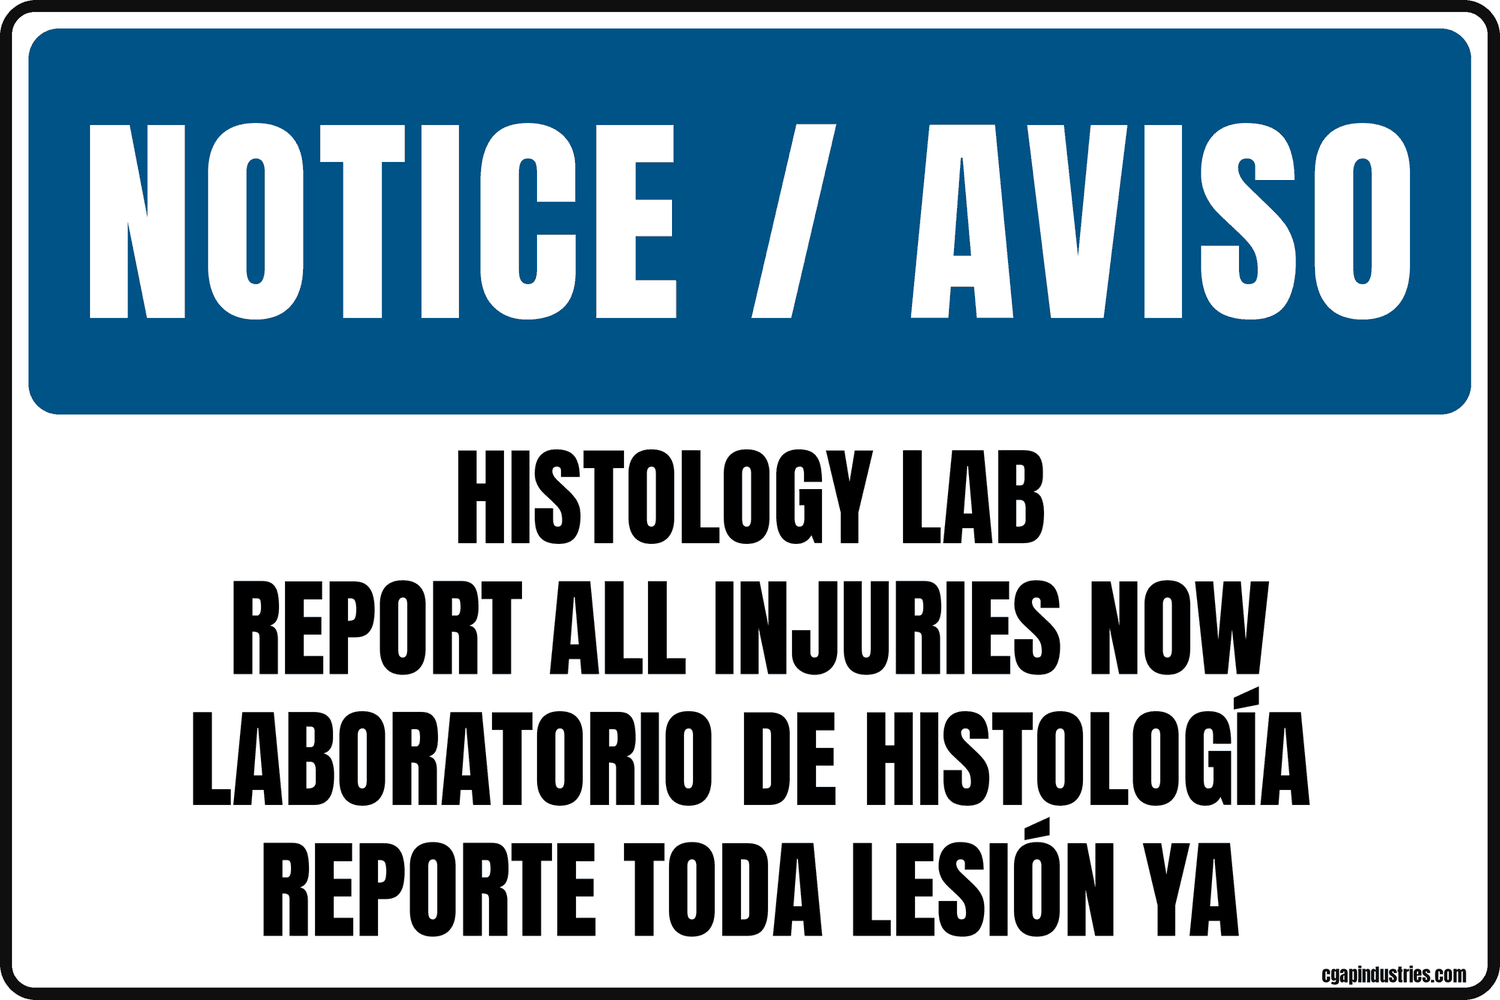 NOTICE / AVISO
HISTOLOGY LAB
REPORT ALL INJURIES NOW
LABORATORIO DE HISTOLOGÍA
REPORTE TODA LESIÓN YA
cgapindustries.com